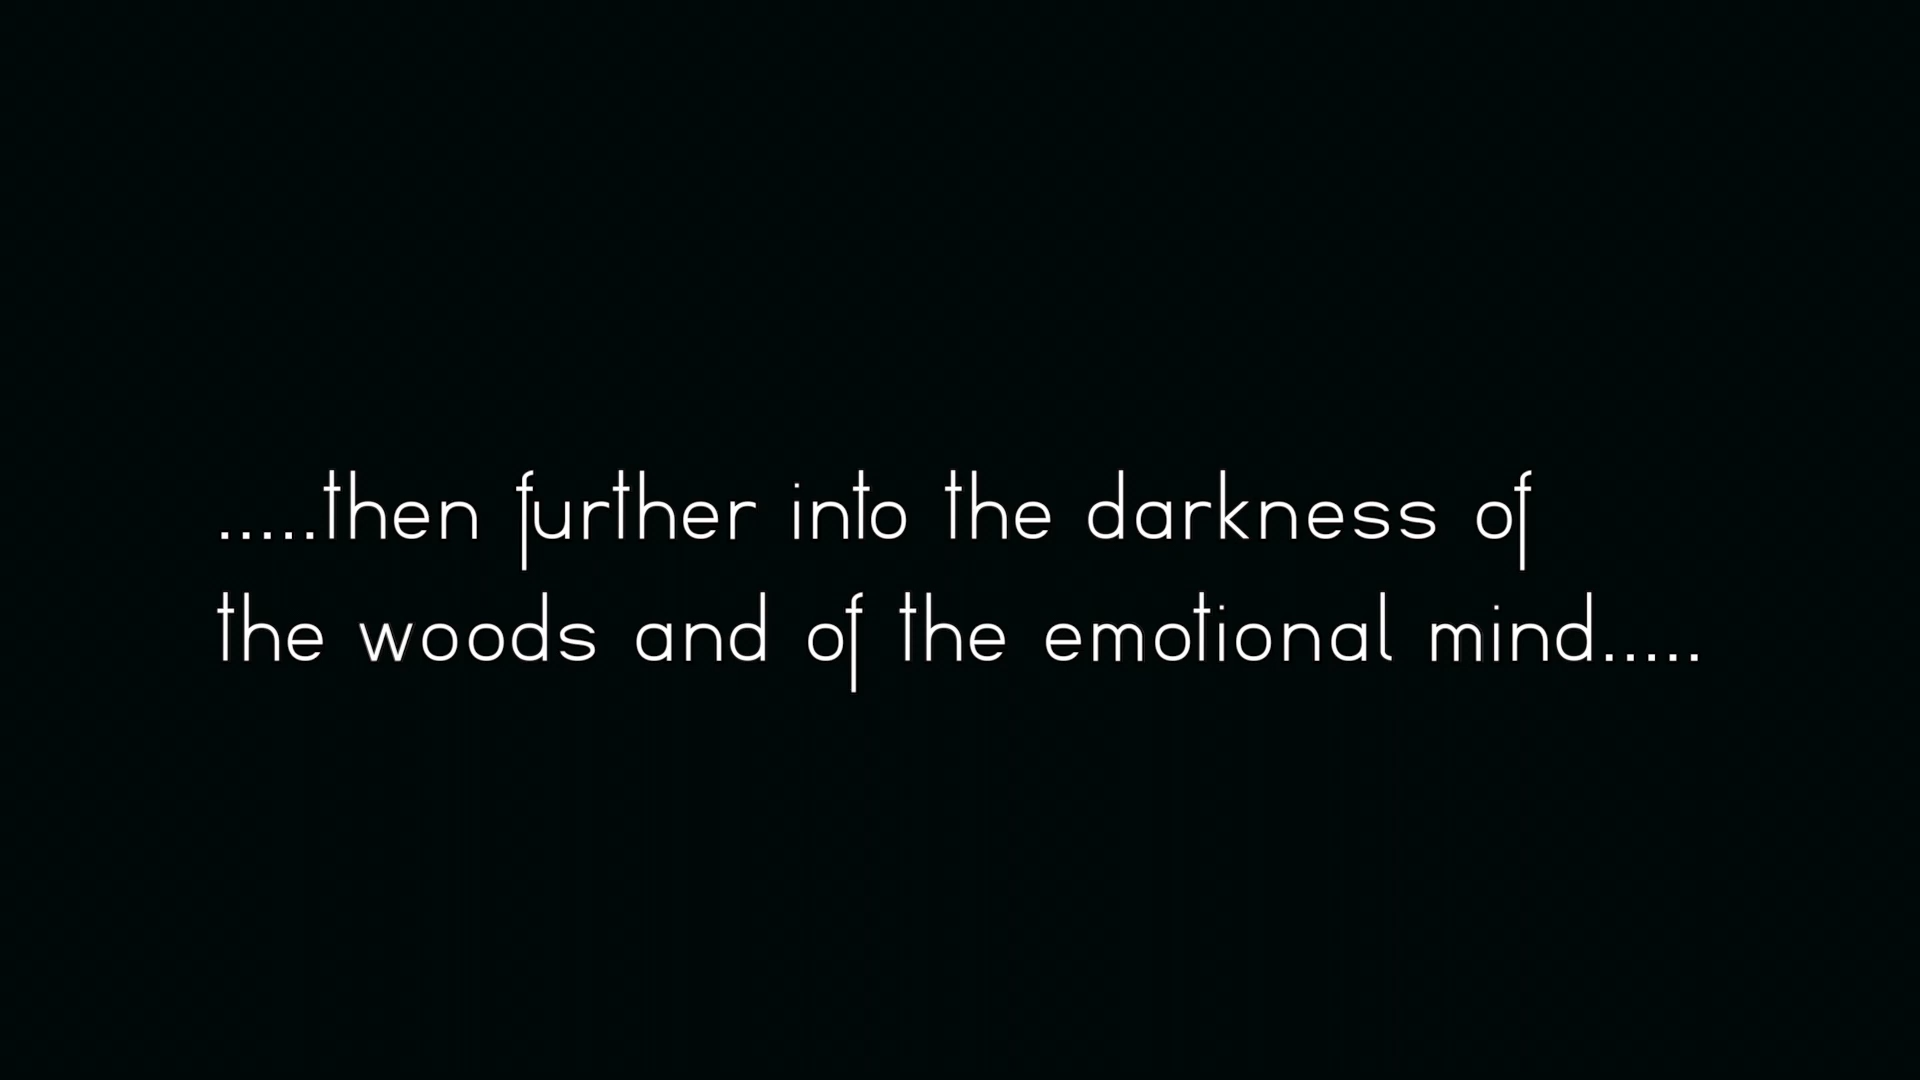 .....then further into the darkness of
the woods and of the emotional mind.....